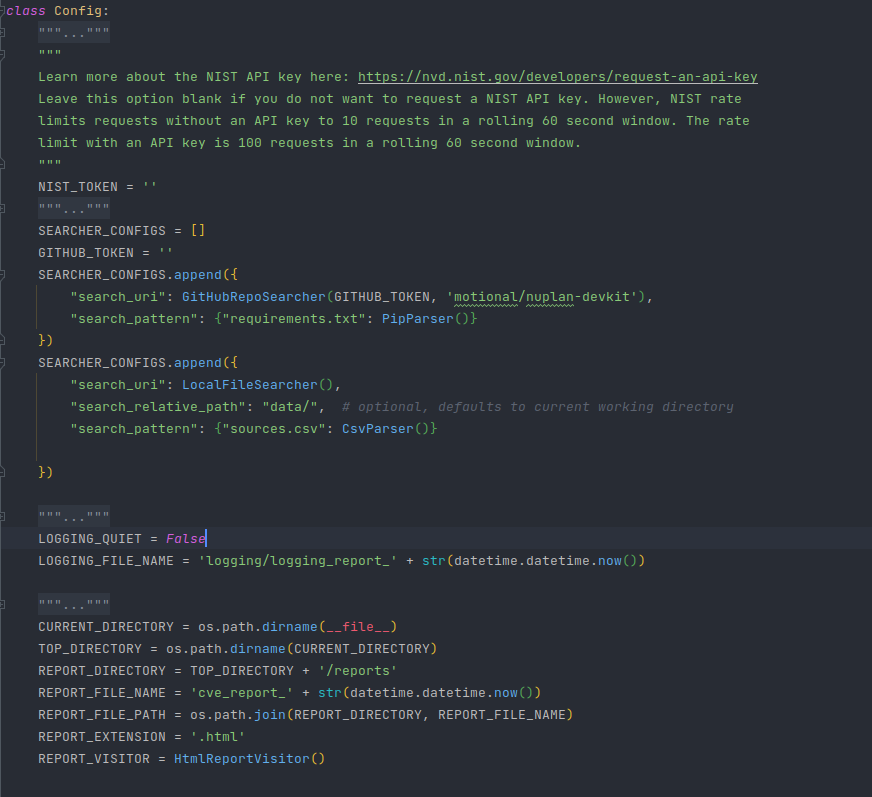 class Config:
    """..."""
    """
    Learn more about the NIST API key here: https://nvd.nist.gov/developers/request-an-api-key
    Leave this option blank if you do not want to request a NIST API key. However, NIST rate
    limits requests without an API key to 10 requests in a rolling 60 second window. The rate
    limit with an API key is 100 requests in a rolling 60 second window.
    """
    NIST_TOKEN = ''
    """..."""
    SEARCHER_CONFIGS = []
    GITHUB_TOKEN = ''
    SEARCHER_CONFIGS.append({
        "search_uri": GitHubRepoSearcher(GITHUB_TOKEN, 'motional/nuplan-devkit'),
        "search_pattern": {"requirements.txt": PipParser()}
    })
    SEARCHER_CONFIGS.append({
        "search_uri": LocalFileSearcher(),
        "search_relative_path": "data/",  # optional, defaults to current working directory
        "search_pattern": {"sources.csv": CsvParser()}
    })
    """..."""
    LOGGING_QUIET = False
    LOGGING_FILE_NAME = 'logging/logging_report_' + str(datetime.datetime.now())
    """..."""
    CURRENT_DIRECTORY = os.path.dirname(__file__)
    TOP_DIRECTORY = os.path.dirname(CURRENT_DIRECTORY)
    REPORT_DIRECTORY = TOP_DIRECTORY + '/reports'
    REPORT_FILE_NAME = 'cve_report_' + str(datetime.datetime.now())
    REPORT_FILE_PATH = os.path.join(REPORT_DIRECTORY, REPORT_FILE_NAME)
    REPORT_EXTENSION = '.html'
    REPORT_VISITOR = HtmlReportVisitor()